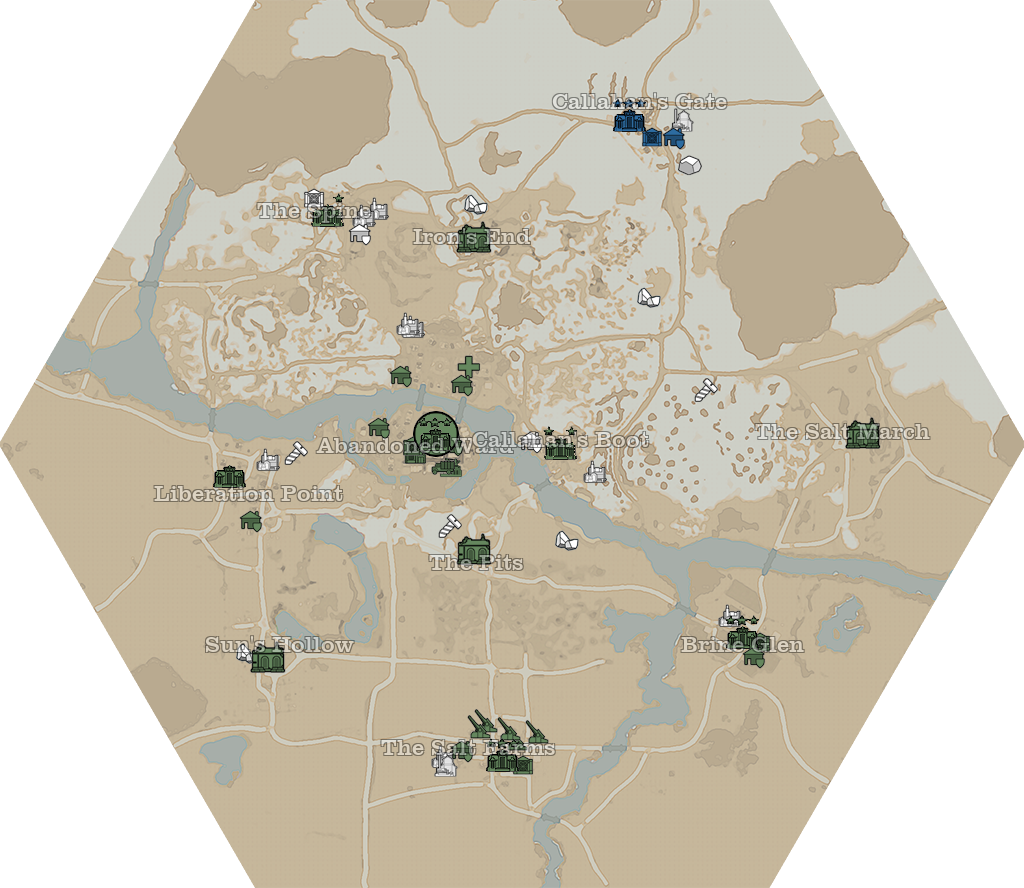 Callahan's Gate
The Spine
Iron's End
Abandoned Ward
Callahan's Boot
The Salt March
Liberation Point
The Pits
Sun's Hollow
Brine Glen
The Salt Farms